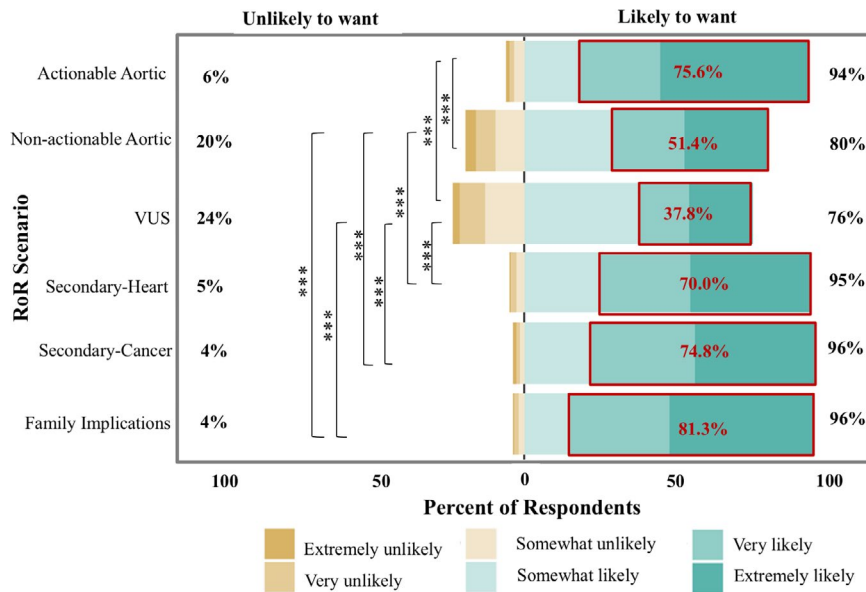 Unlikely to want
Likely to want
RoR Scenario
Actionable Aortic 6% *** 75.6% 94%
Non-actionable Aortic 20% *** 51.4% 80%
VUS 24% *** 37.8% 76%
Secondary-Heart 5% *** *** *** 70.0% 95%
Secondary-Cancer 4% *** 74.8% 96%
Family Implications 4% *** 81.3% 96%
100 50 0 50 100
Percent of Respondents
Extremely unlikely
Somewhat unlikely
Very likely
Very unlikely
Somewhat likely
Extremely likely